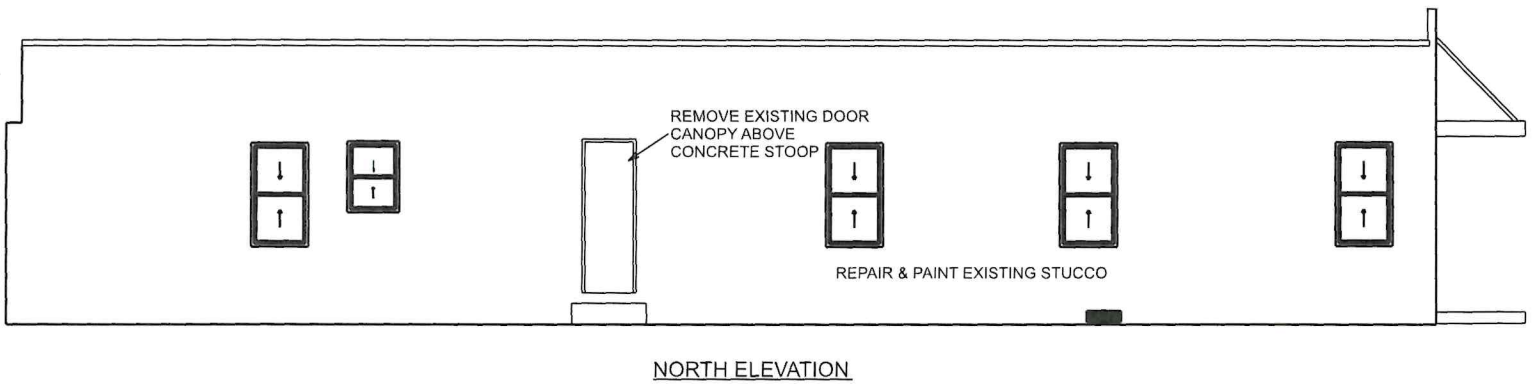 REMOVE EXISTING DOOR
CANOPY ABOVE
CONCRETE STOOP
REPAIR & PAINT EXISTING STUCCO
NORTH ELEVATION